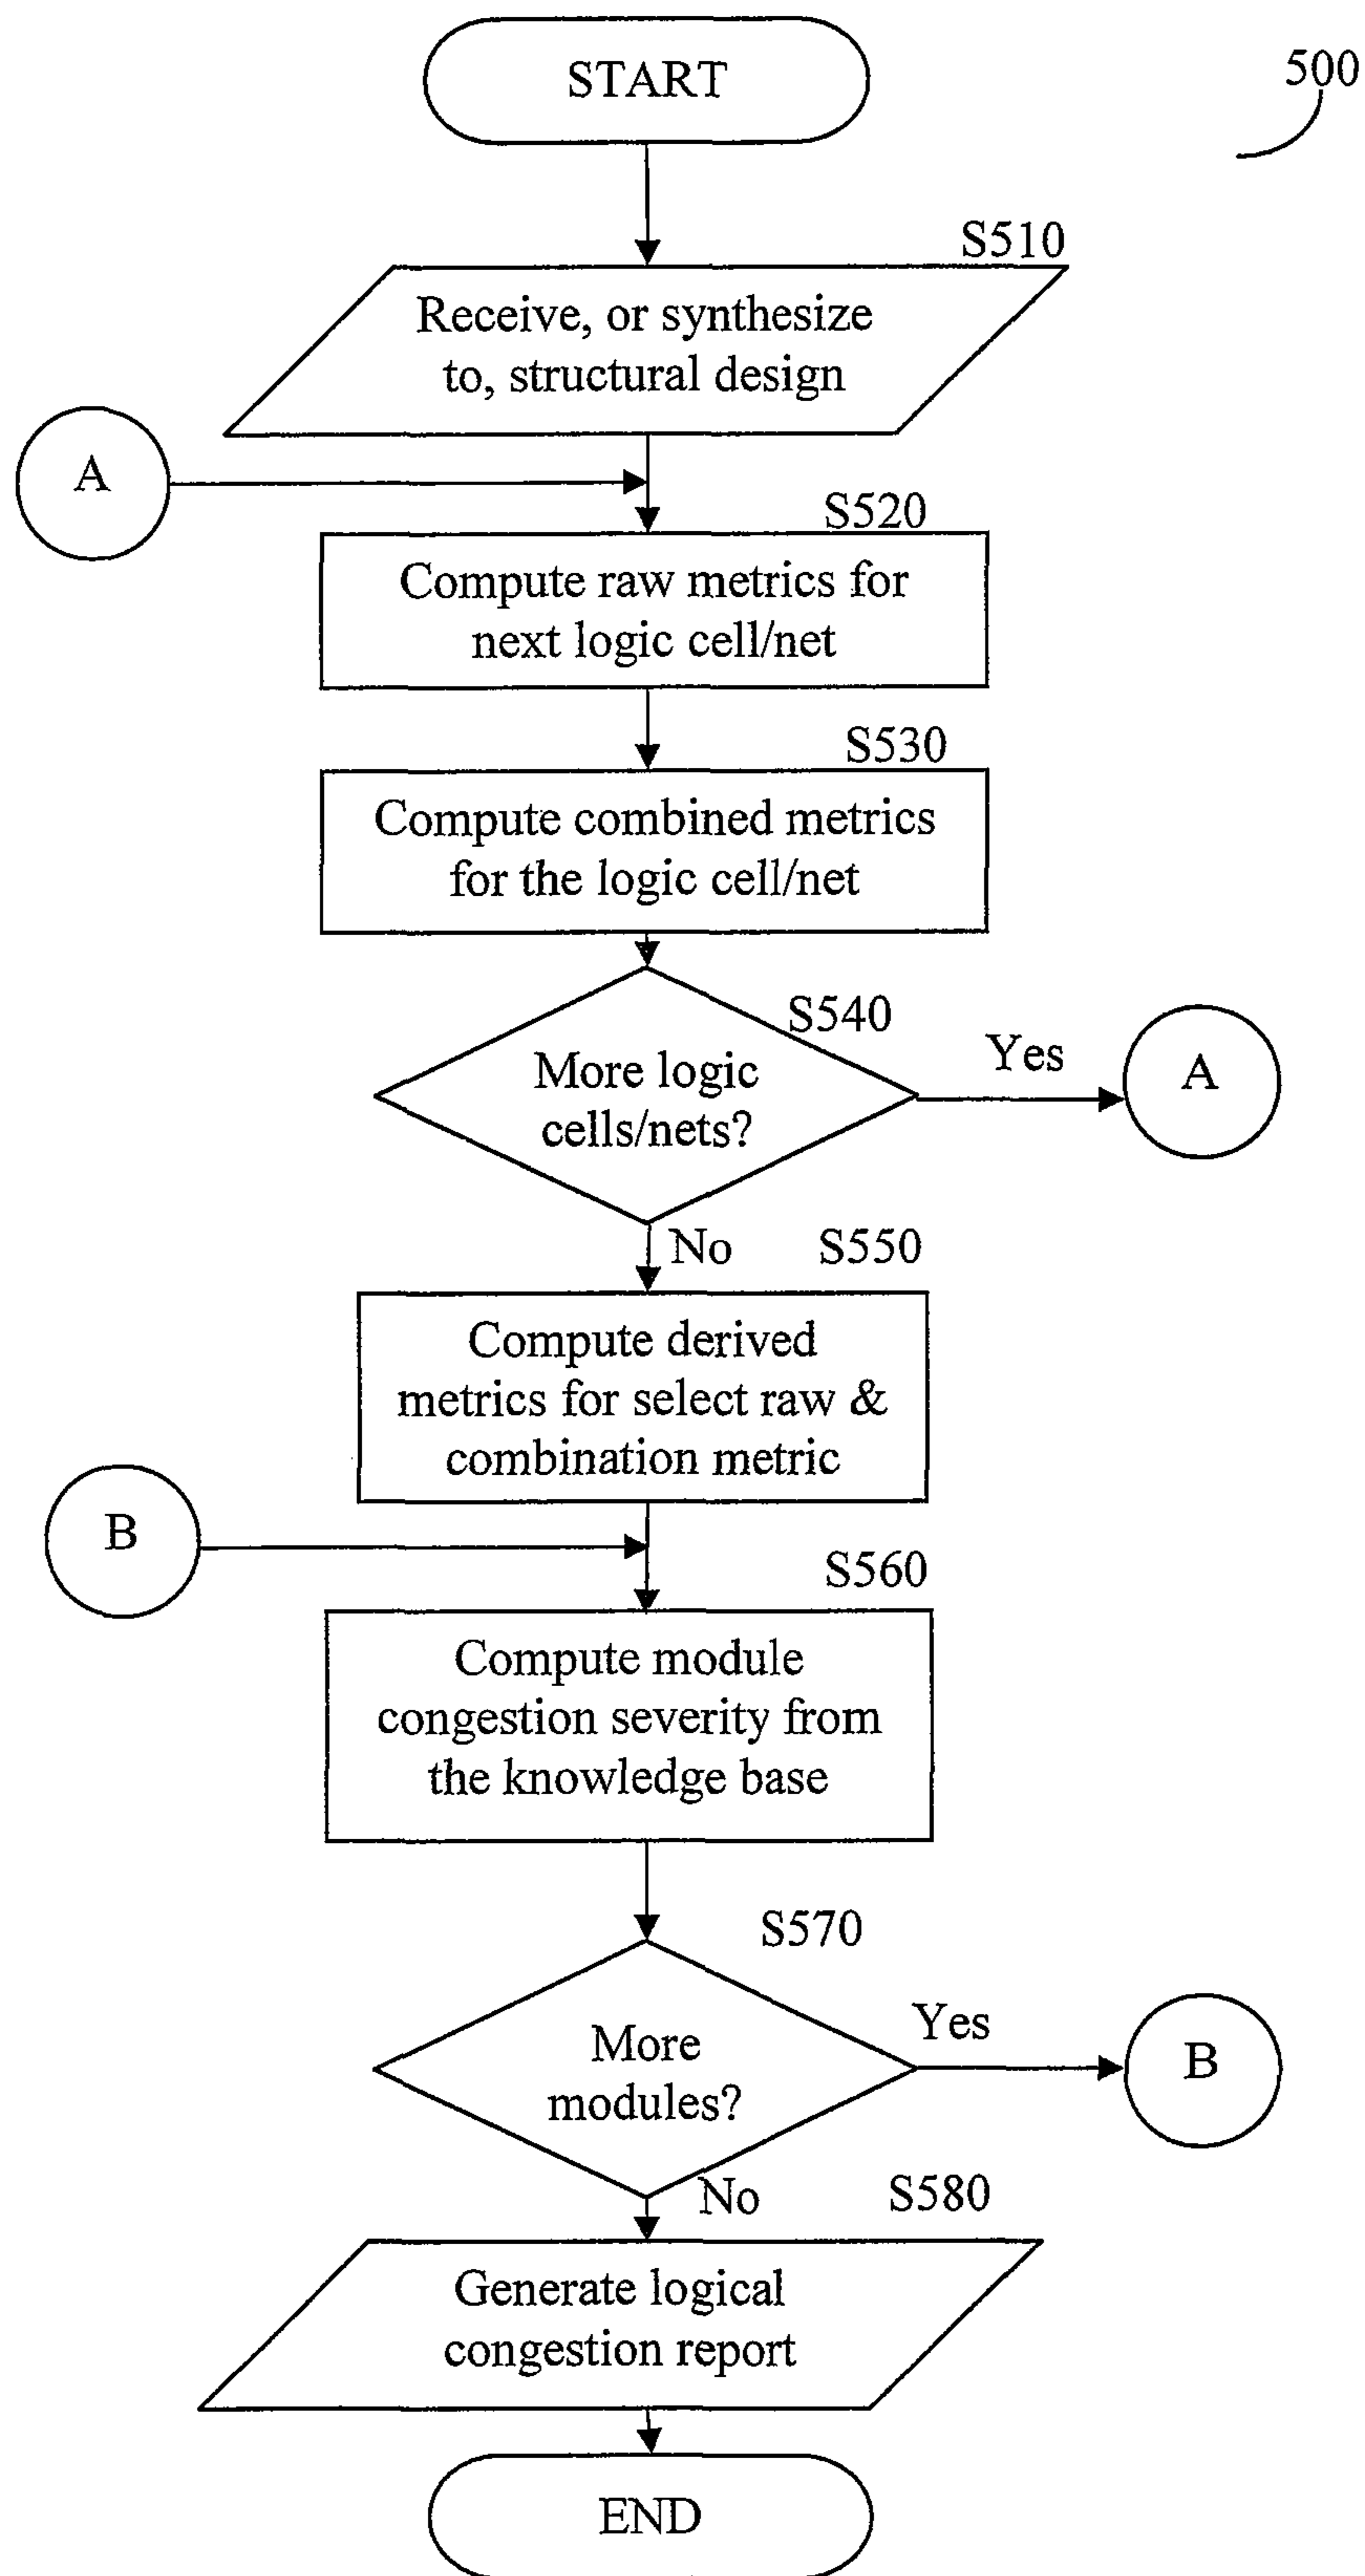 START
500
S510
Receive, or synthesize
to, structural design
A
S520
Compute raw metrics for
next logic cell/net
S530
Compute combined metrics
for the logic cell/net
S540
More logic
cells/nets?
Yes
A
No
S550
Compute derived
metrics for select raw &
combination metric
B
S560
Compute module
congestion severity from
the knowledge base
S570
More
modules?
Yes
B
No
S580
Generate logical
congestion report
END